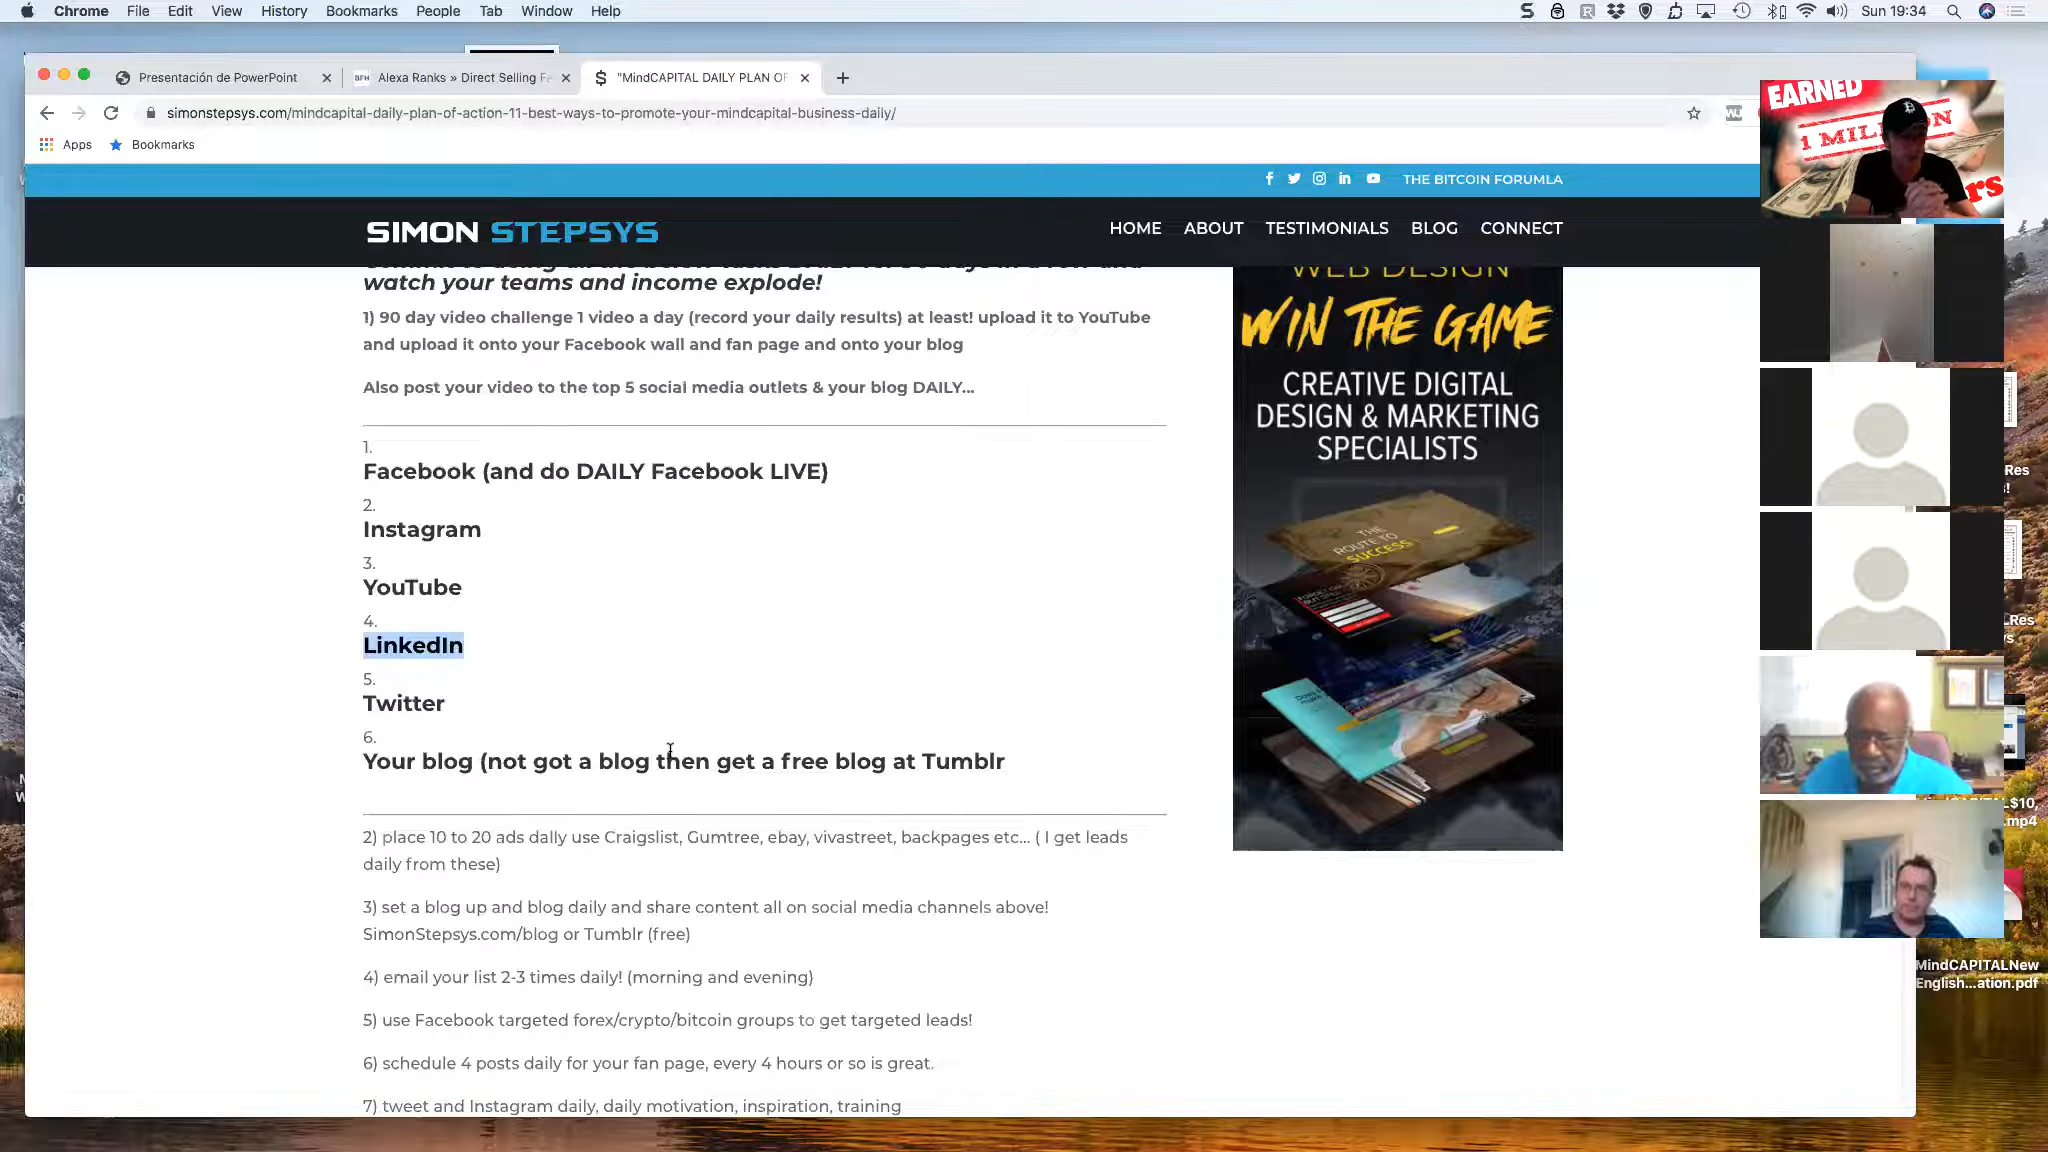 Chrome File Edit View History Bookmarks People Tab Window Help
Sun 19:34
Presentación de PowerPoint
BFH Alexa Ranks » Direct Selling Fa
"MindCAPITAL DAILY PLAN OF
simonstepsys.com/mindcapital-daily-plan-of-action-11-best-ways-to-promote-your-mindcapital-business-daily/
Apps Bookmarks
THE BITCOIN FORUMLA
SIMON STEPSYS
HOME ABOUT TESTIMONIALS BLOG CONNECT
watch your teams and income explode!
1) 90 day video challenge 1 video a day (record your daily results) at least! upload it to YouTube
and upload it onto your Facebook wall and fan page and onto your blog
Also post your video to the top 5 social media outlets & your blog DAILY...
1.
Facebook (and do DAILY Facebook LIVE)
2.
Instagram
3.
YouTube
4.
LinkedIn
5.
Twitter
6.
Your blog (not got a blog then get a free blog at Tumblr
2) place 10 to 20 ads dally use Craigslist, Gumtree, ebay, vivastreet, backpages etc... ( I get leads
daily from these)
3) set a blog up and blog daily and share content all on social media channels above!
SimonStepsys.com/blog or Tumblr (free)
4) email your list 2-3 times daily! (morning and evening)
5) use Facebook targeted forex/crypto/bitcoin groups to get targeted leads!
6) schedule 4 posts daily for your fan page, every 4 hours or so is great.
7) tweet and Instagram daily, daily motivation, inspiration, training
WEB DESIGN
WIN THE GAME
CREATIVE DIGITAL
DESIGN & MARKETING
SPECIALISTS
THE
ROUTE TO
SUCCESS
EARNED
1 MILLION
MindCAPITALNew
English...ation.pdf